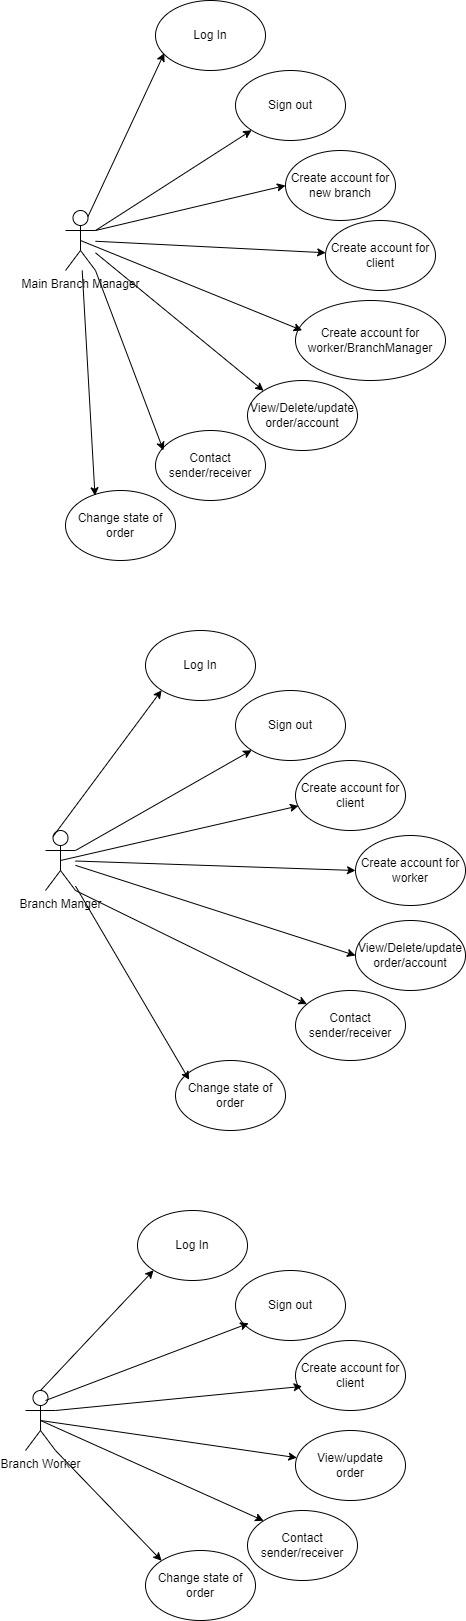 Log In
Sign out
Create account for
new branch
Create account for
client
Main Branch Manager
Create account for
worker/BranchManager
View/Delete/update
order/account
Contact
sender/receiver
Change state of
order
Log In
Sign out
Create account for
client
Create account for
worker
Branch Manger
View/Delete/update
order/account
Contact
sender/receiver
Change state of
order
Log In
Sign out
Create account for
client
View/update
order
Branch Worker
Contact
sender/receiver
Change state of
order